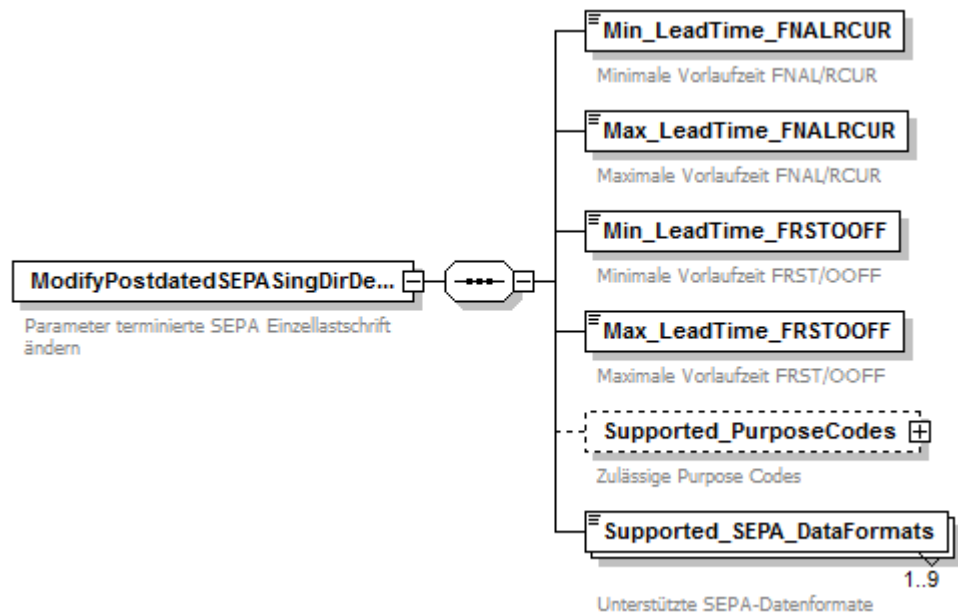 Min_LeadTime_FNALRCUR
Minimale Vorlaufzeit FNAL/RCUR
Max_LeadTime_FNALRCUR
Maximale Vorlaufzeit FNAL/RCUR
Min_LeadTime_FRSTOOFF
Minimale Vorlaufzeit FRST/OOFF
ModifyPostdatedSEPASingDirDe...
Parameter terminierte SEPA Einzellastschrift
ändern
Max_LeadTime_FRSTOOFF
Maximale Vorlaufzeit FRST/OOFF
Supported_PurposeCodes
Zulässige Purpose Codes
Supported_SEPA_DataFormats
1..9
Unterstützte SEPA-Datenformate